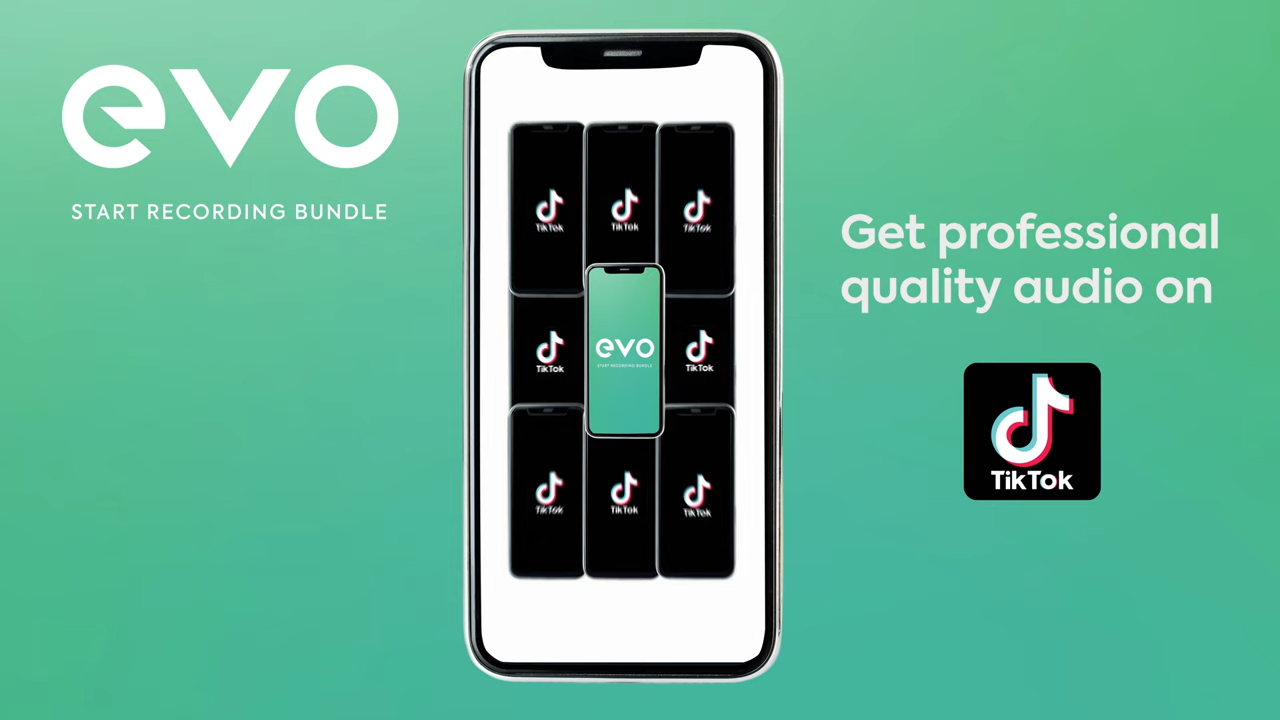 evo
START RECORDING BUNDLE
TikTok
TikTok
TikTok
TikTok
evo
START RECORDING BUNDLE
TikTok
TikTok
TikTok
TikTok
Get professional
quality audio on
TikTok